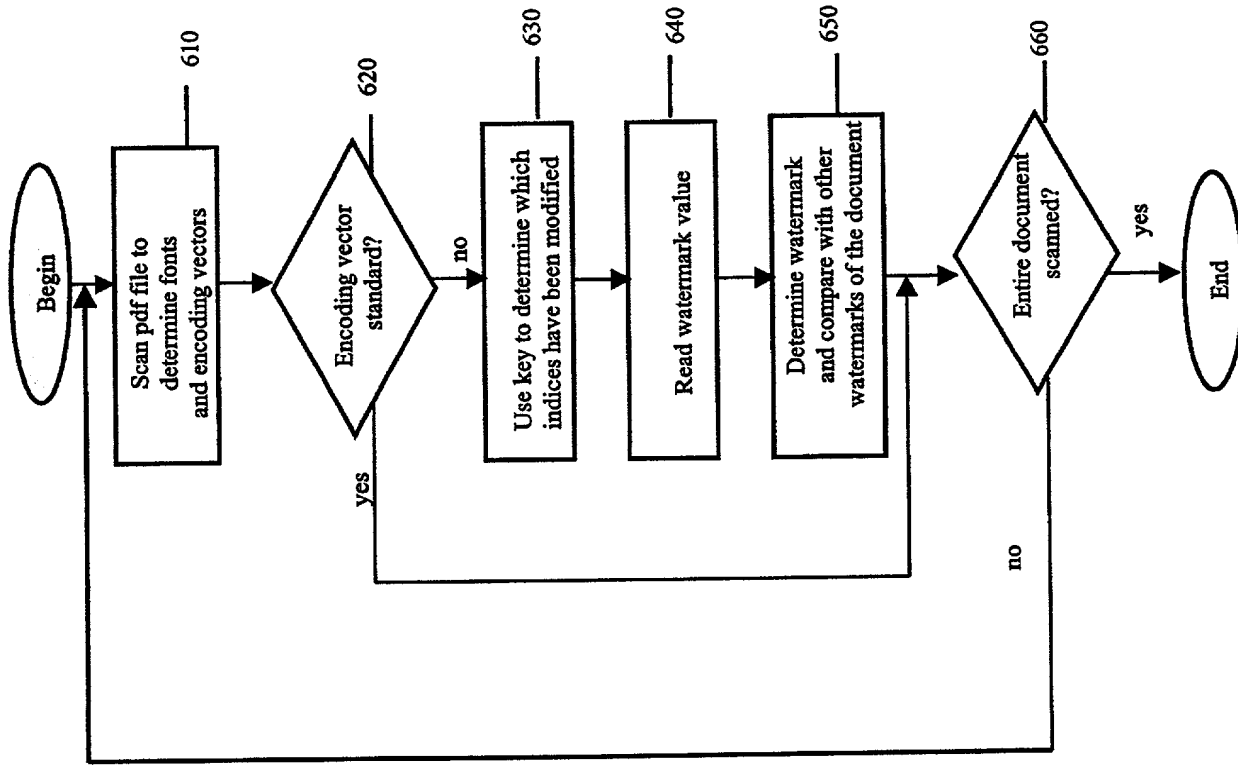 Begin
Scan pdf file to
determine fonts
and encoding vectors
610
Encoding vector
standard?
620
yes
no
Use key to determine which
indices have been modified
630
Read watermark value
640
Determine watermark
and compare with other
watermarks of the document
650
Entire document
scanned?
660
no
yes
End